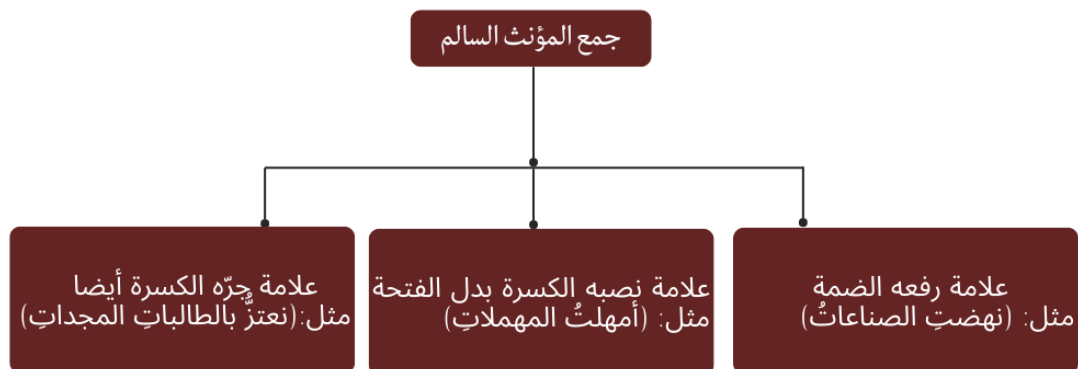 جمع المؤنث السالم
علامة رفعه الضمة
مثل: (نهضتِ الصناعاتُ)
علامة نصبه الكسرة بدل الفتحة
مثل: (أمهلتُ المهملاتِ)
علامة جرّه الكسرة أيضا
مثل:(نعتزُّ بالطالباتِ المجداتِ)